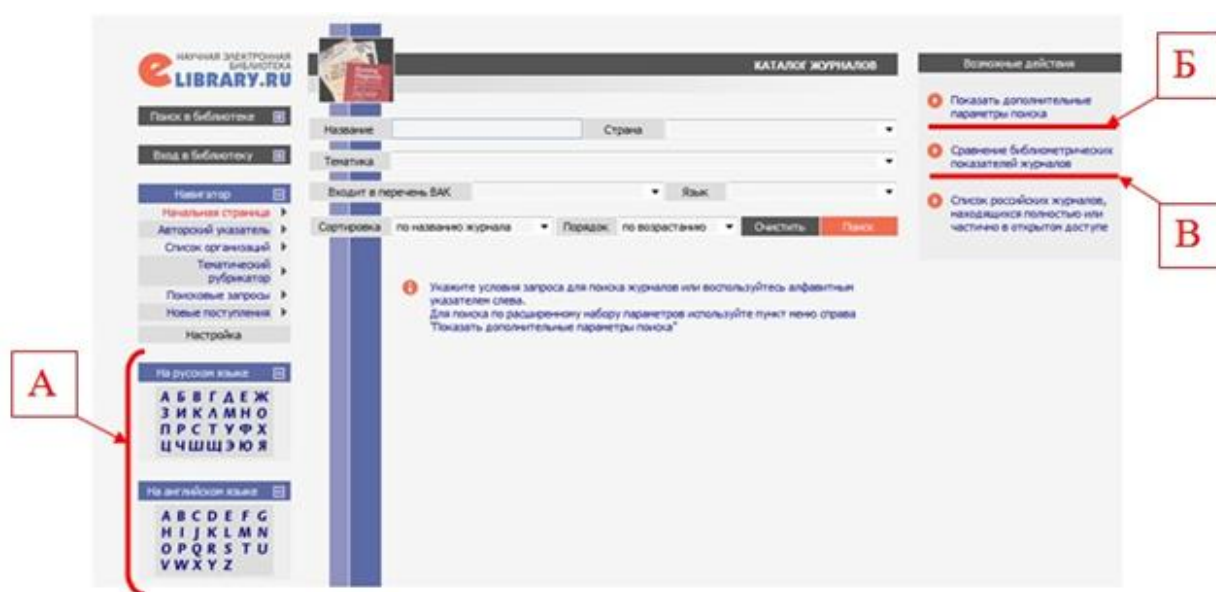 НАУЧНАЯ ЭЛЕКТРОННАЯ
БИБЛИОТЕКА
eLIBRARY.RU
Поиск в библиотеке
Вход в библиотеку
Навигатор
Начальная страница
Авторский указатель
Список организаций
Тематический
рубрикатор
Поисковые запросы
Новые поступления
Настройка
А
На русском языке
А Б В Г Д Е Ж
З И К Л М Н О
П Р С Т У Ф Х
Ц Ч Ш Щ Э Ю Я
На английском языке
A B C D E F G
H I J K L M N
O P Q R S T U
V W X Y Z
КАТАЛОГ ЖУРНАЛОВ
Название Страна
Тематика
Входит в перечень ВАК Язык
Сортировка по названию журнала Порядок по возрастанию Очистить Поиск
Укажите условия запроса для поиска журналов или воспользуйтесь алфавитным
указателем слева.
Для поиска по расширенному набору параметров используйте пункт меню справа
"Показать дополнительные параметры поиска"
Возможные действия
Показать дополнительные
параметры поиска
Сравнение библиометрических
показателей журналов
Список российских журналов,
находящихся полностью или
частично в открытом доступе
Б
В